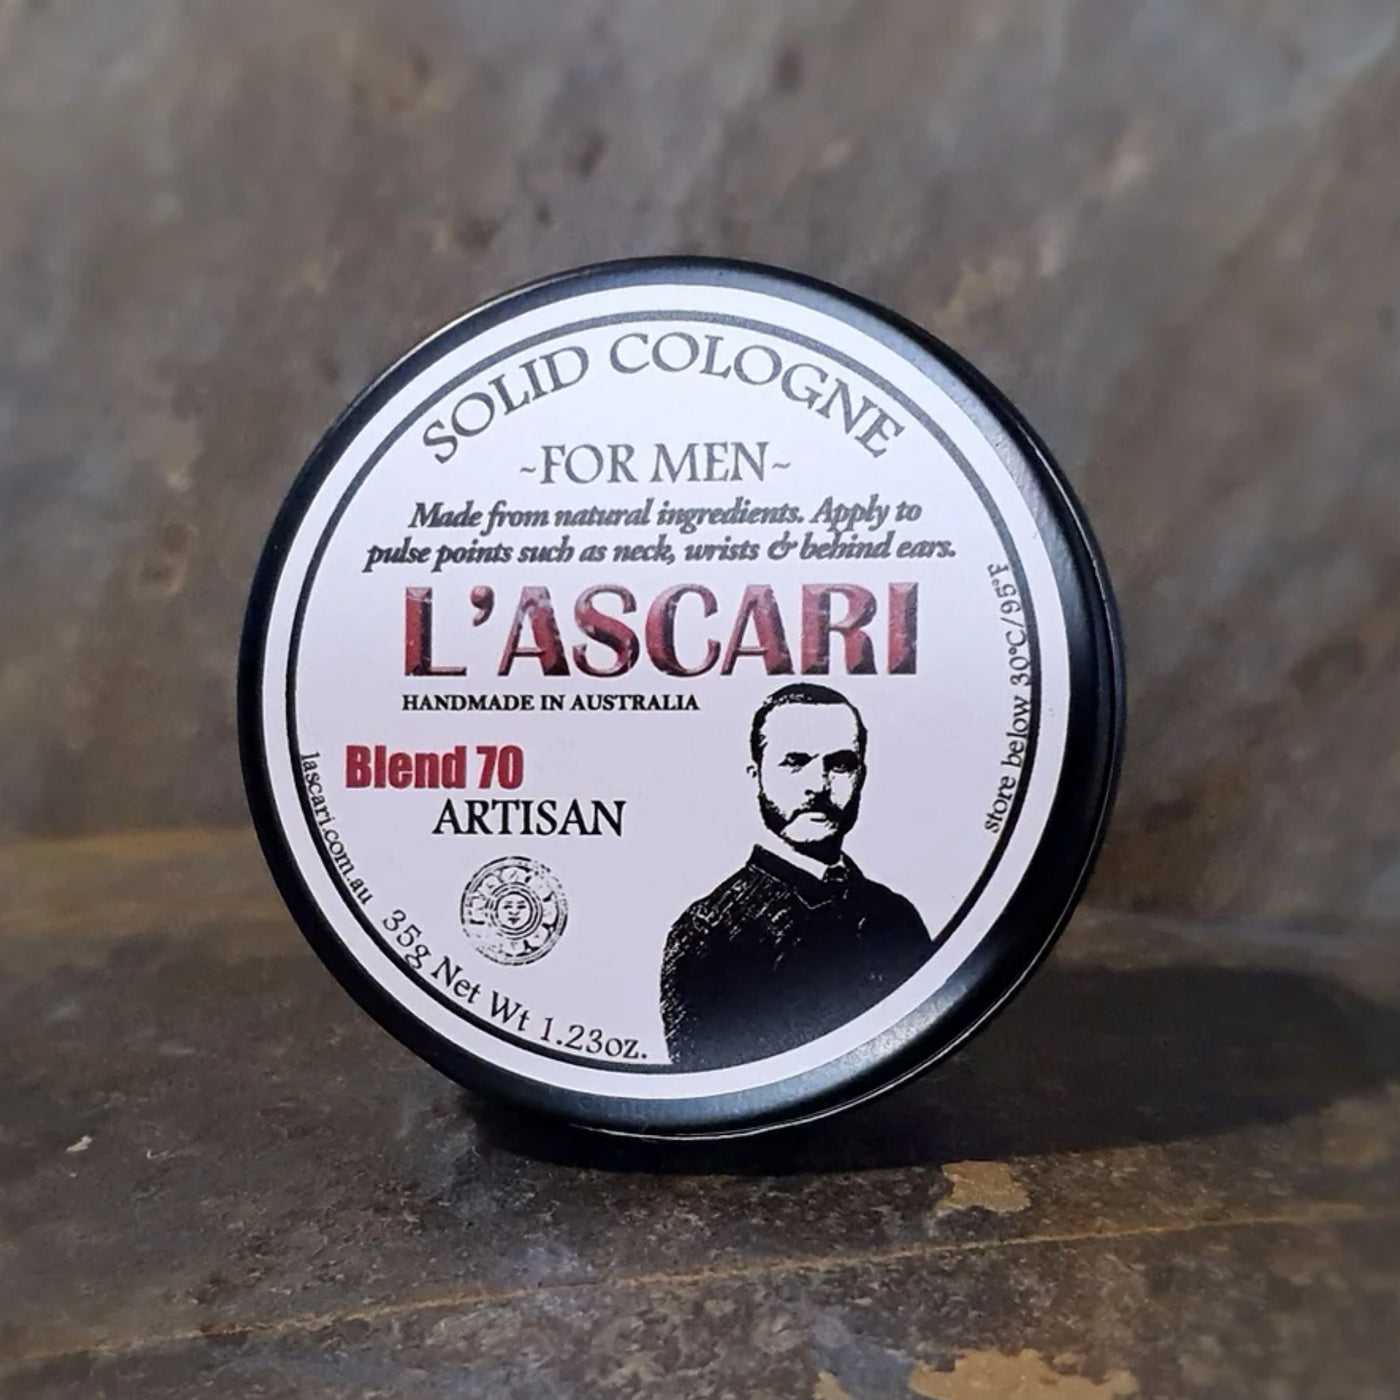 SOLID COLOGNE
~FOR MEN~
Made from natural ingredients. Apply to
pulse points such as neck, wrists & behind ears.
L'ASCARI
HANDMADE IN AUSTRALIA
Blend 70
ARTISAN
lascari.com.au
35g Net Wt 1.23oz.
store below 30°C/95°F